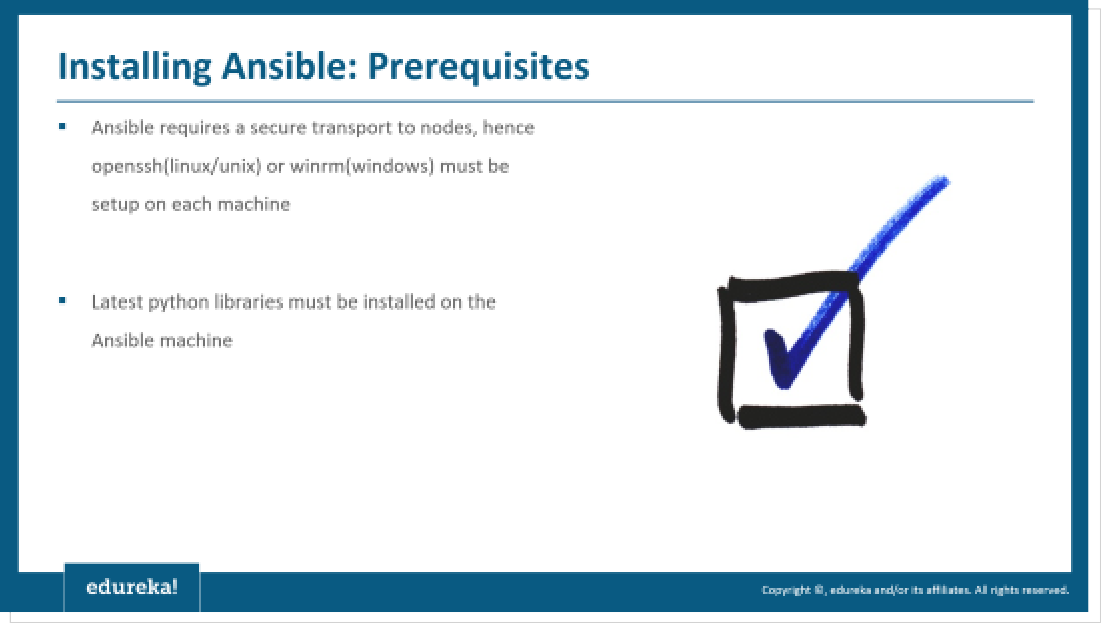 Installing Ansible: Prerequisites
Ansible requires a secure transport to nodes, hence
openssh(linux/unix) or winrm(windows) must be
setup on each machine
Latest python libraries must be installed on the
Ansible machine
edureka!
Copyright ©, edureka and/or its affiliates. All rights reserved.